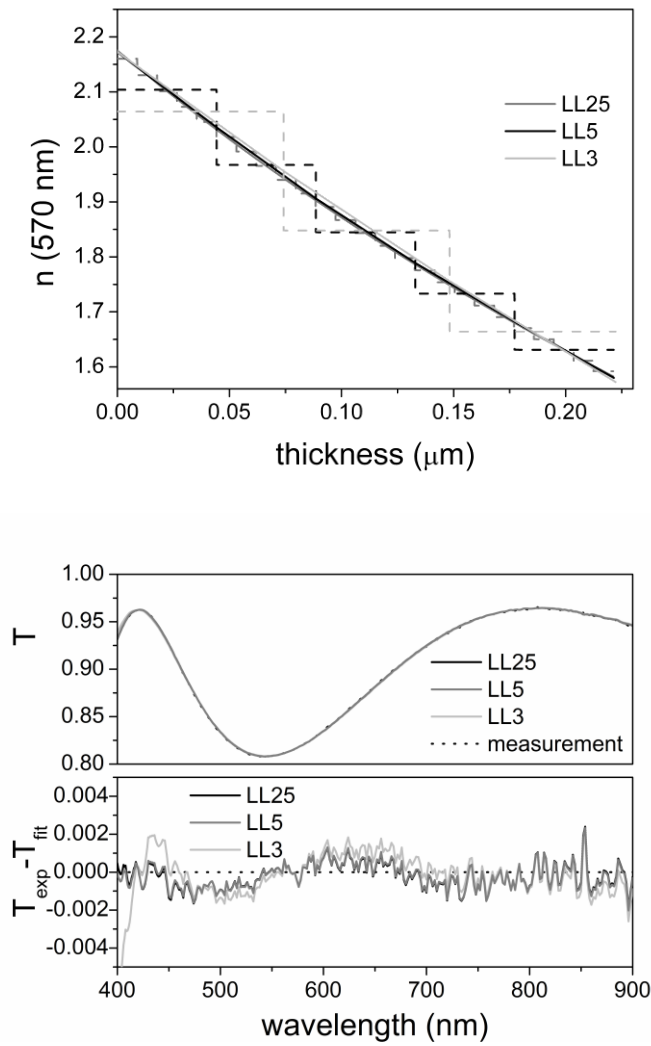 2.2
2.1
2.0
1.9
1.8
1.7
1.6
n (570 nm)
LL25
LL5
LL3
0.00 0.05 0.10 0.15 0.20
thickness (μm)
1.00
0.95
0.90
0.85
0.80
T
LL25
LL5
LL3
measurement
0.004
0.002
0.000
-0.002
-0.004
T_exp-T_fit
LL25
LL5
LL3
400 500 600 700 800 900
wavelength (nm)